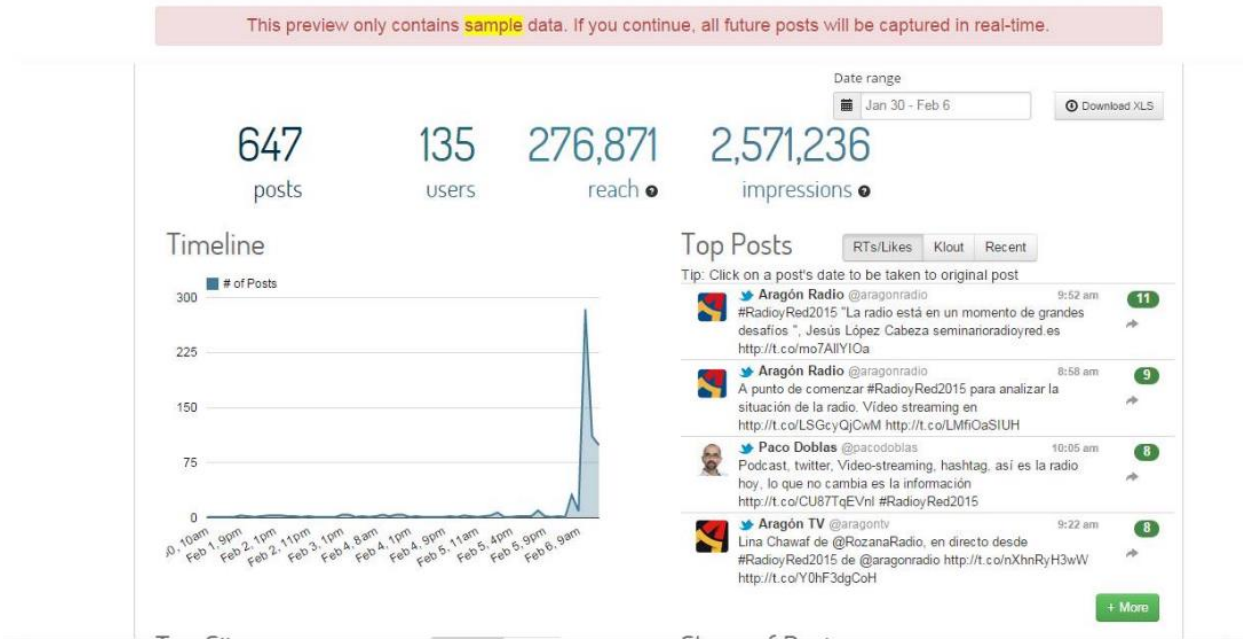 This preview only contains sample data. If you continue, all future posts will be captured in real-time.
Date range
Jan 30 - Feb 6
Download XLS
647
posts
135
users
276,871
reach
2,571,236
impressions
Timeline
# of Posts
300
225
150
75
0
0, 10am
Feb 1, 9pm
Feb 2, 1pm
Feb 2, 11pm
Feb 3, 1pm
Feb 4, 8am
Feb 4, 1pm
Feb 4, 9pm
Feb 5, 11am
Feb 5, 4pm
Feb 5, 9pm
Feb 6, 9am
Top Posts
RTs/Likes Klout Recent
Tip: Click on a post's date to be taken to original post
Aragón Radio @aragonradio 9:52 am 11
#RadioyRed2015 "La radio está en un momento de grandes
desafíos ", Jesús López Cabeza seminarioradioyred.es
http://t.co/mo7AllYIOa
Aragón Radio @aragonradio 8:58 am 9
A punto de comenzar #RadioyRed2015 para analizar la
situación de la radio. Vídeo streaming en
http://t.co/LSGcyQjCwM http://t.co/LMfiOaSIUH
Paco Doblas @pacodoblas 10:05 am 8
Podcast, twitter, Video-streaming, hashtag, así es la radio
hoy, lo que no cambia es la información
http://t.co/CU87TqEVnI #RadioyRed2015
Aragón TV @aragontv 9:22 am 8
Lina Chawaf de @RozanaRadio, en directo desde
#RadioyRed2015 de @aragonradio http://t.co/nXhnRyH3wW
http://t.co/Y0hF3dgCoH
+ More